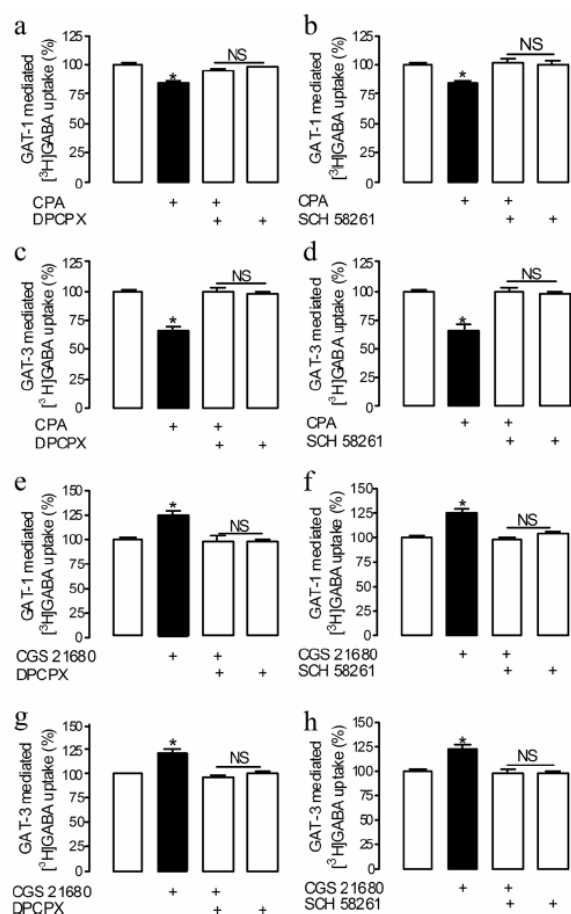 a
GAT-1 mediated
[³H]GABA uptake (%)
125
100
75
50
25
0
*
NS
CPA + +
DPCPX + +
b
GAT-1 mediated
[³H]GABA uptake (%)
125
100
75
50
25
0
*
NS
CPA + +
SCH 58261 + +
c
GAT-3 mediated
[³H]GABA uptake (%)
125
100
75
50
25
0
*
NS
CPA + +
DPCPX + +
d
GAT-3 mediated
[³H]GABA uptake (%)
125
100
75
50
25
0
*
NS
CPA + +
SCH 58261 + +
e
GAT-1 mediated
[³H]GABA uptake (%)
150
125
100
75
50
25
0
*
NS
CGS 21680 + +
DPCPX + +
f
GAT-1 mediated
[³H]GABA uptake (%)
150
125
100
75
50
25
0
*
NS
CGS 21680 + +
SCH 58261 + +
g
GAT-3 mediated
[³H]GABA uptake (%)
150
125
100
75
50
25
0
*
NS
CGS 21680 + +
DPCPX + +
h
GAT-3 mediated
[³H]GABA uptake (%)
150
125
100
75
50
25
0
*
NS
CGS 21680 + +
SCH 58261 + +